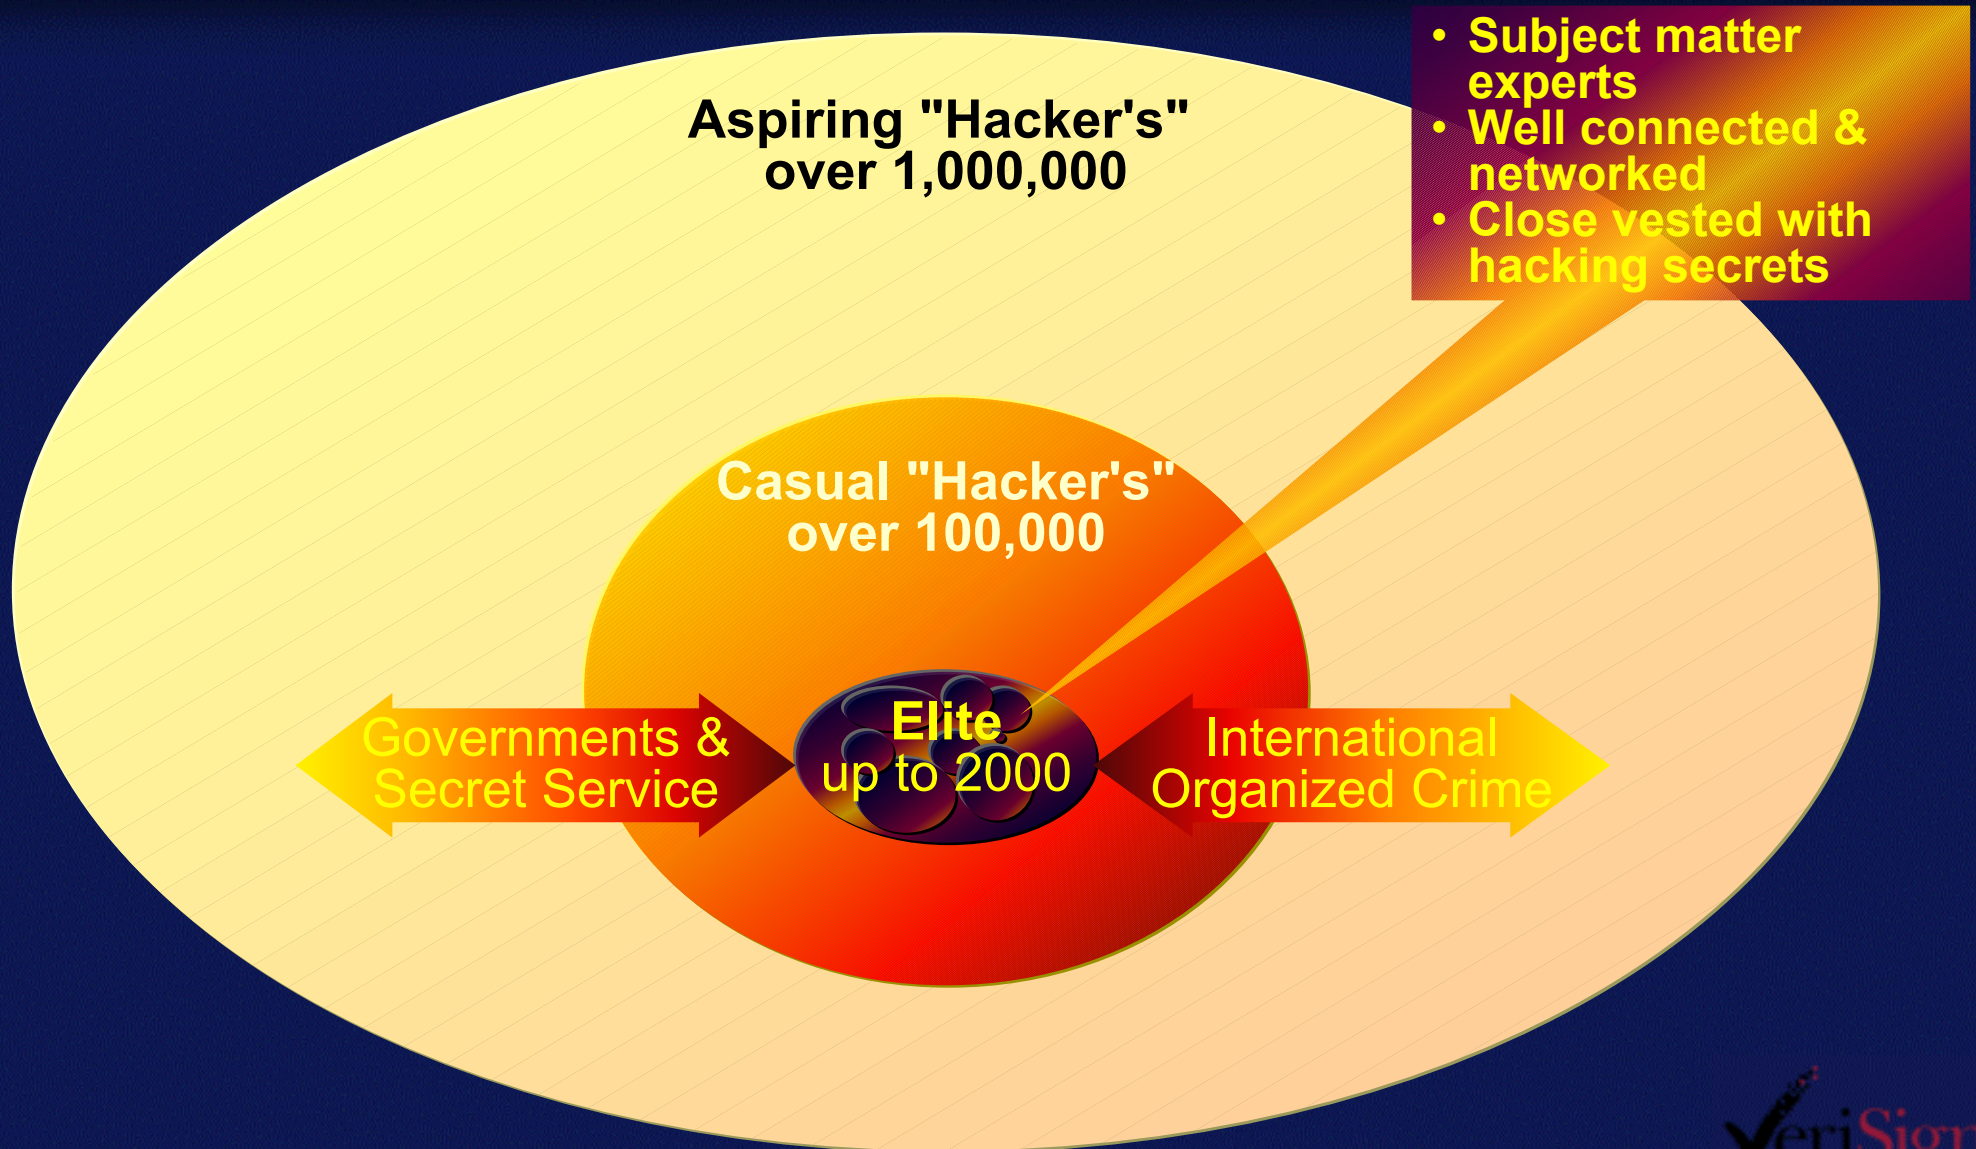 Aspiring "Hacker's"
over 1,000,000
• Subject matter
experts
• Well connected &
networked
• Close vested with
hacking secrets
Casual "Hacker's"
over 100,000
Governments &
Secret Service
Elite
up to 2000
International
Organized Crime
VeriSign